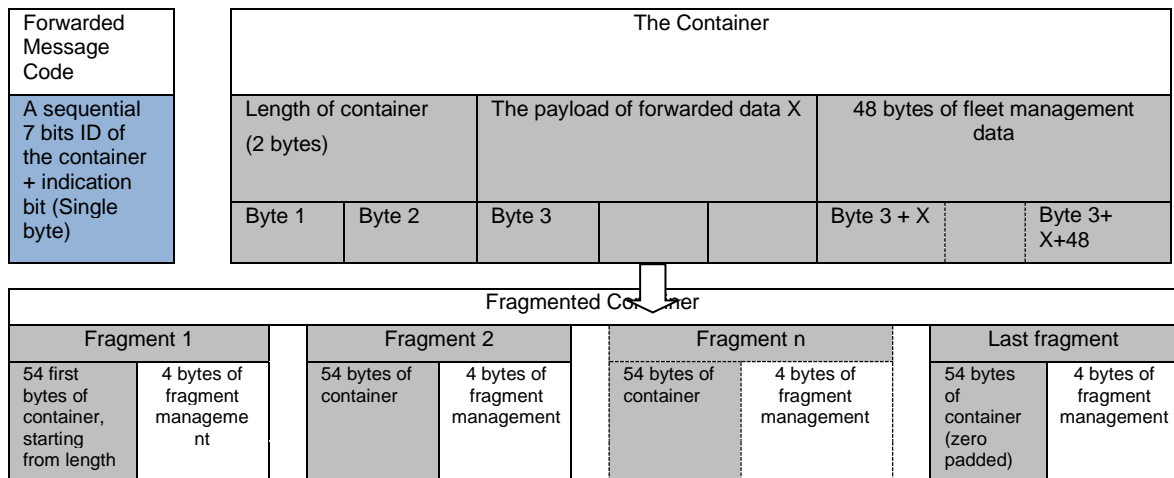 Forwarded
Message
Code
The Container
A sequential
7 bits ID of
the container
+ indication
bit (Single
byte)
Length of container
(2 bytes)
The payload of forwarded data X
48 bytes of fleet management
data
Byte 1
Byte 2
Byte 3
Byte 3 + X
Byte 3+
X+48
Fragmented
Fragment 1
Fragment 2
Fragment n
Last fragment
54 first
bytes of
container,
starting
from length
4 bytes of
fragment
manageme
nt
54 bytes of
container
4 bytes of
fragment
management
54 bytes of
container
4 bytes of
fragment
management
54 bytes
of
container
(zero
padded)
4 bytes of
fragment
management